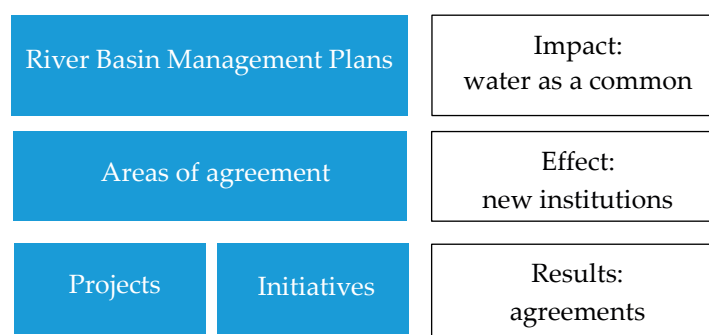 River Basin Management Plans
Impact:
water as a common
Areas of agreement
Effect:
new institutions
Projects
Initiatives
Results:
agreements